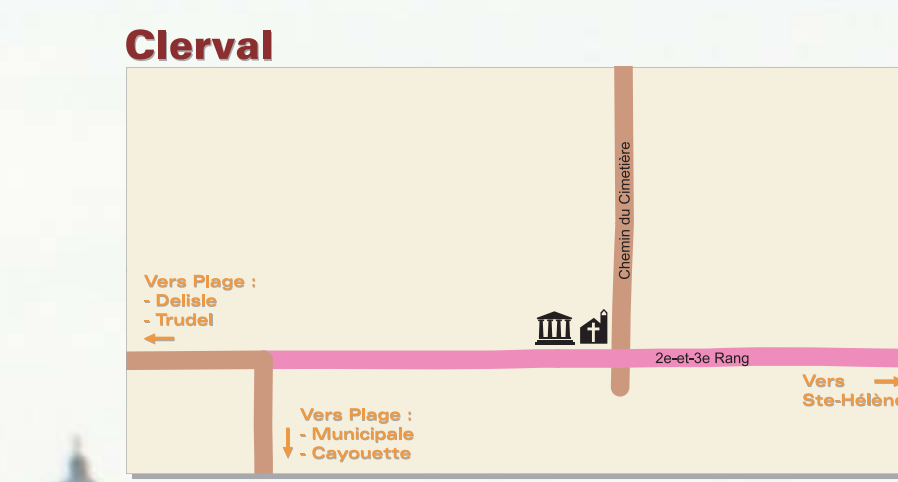 Clerval
Chemin du Cimetière
Vers Plage :
- Delisle
- Trudel
2e-et-3e Rang
Vers
Ste-Hélène
Vers Plage :
- Municipale
- Cayouette